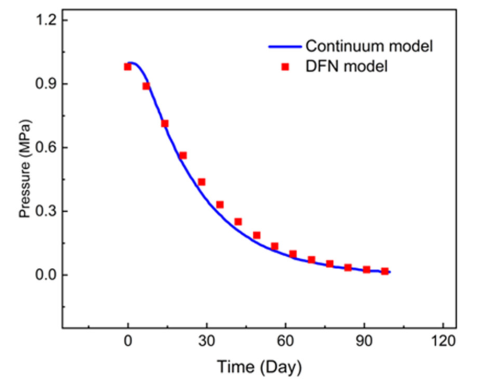 1.2
0.9
0.6
0.3
0.0
Pressure (MPa)
Continuum model
DFN model
0 30 60 90 120
Time (Day)